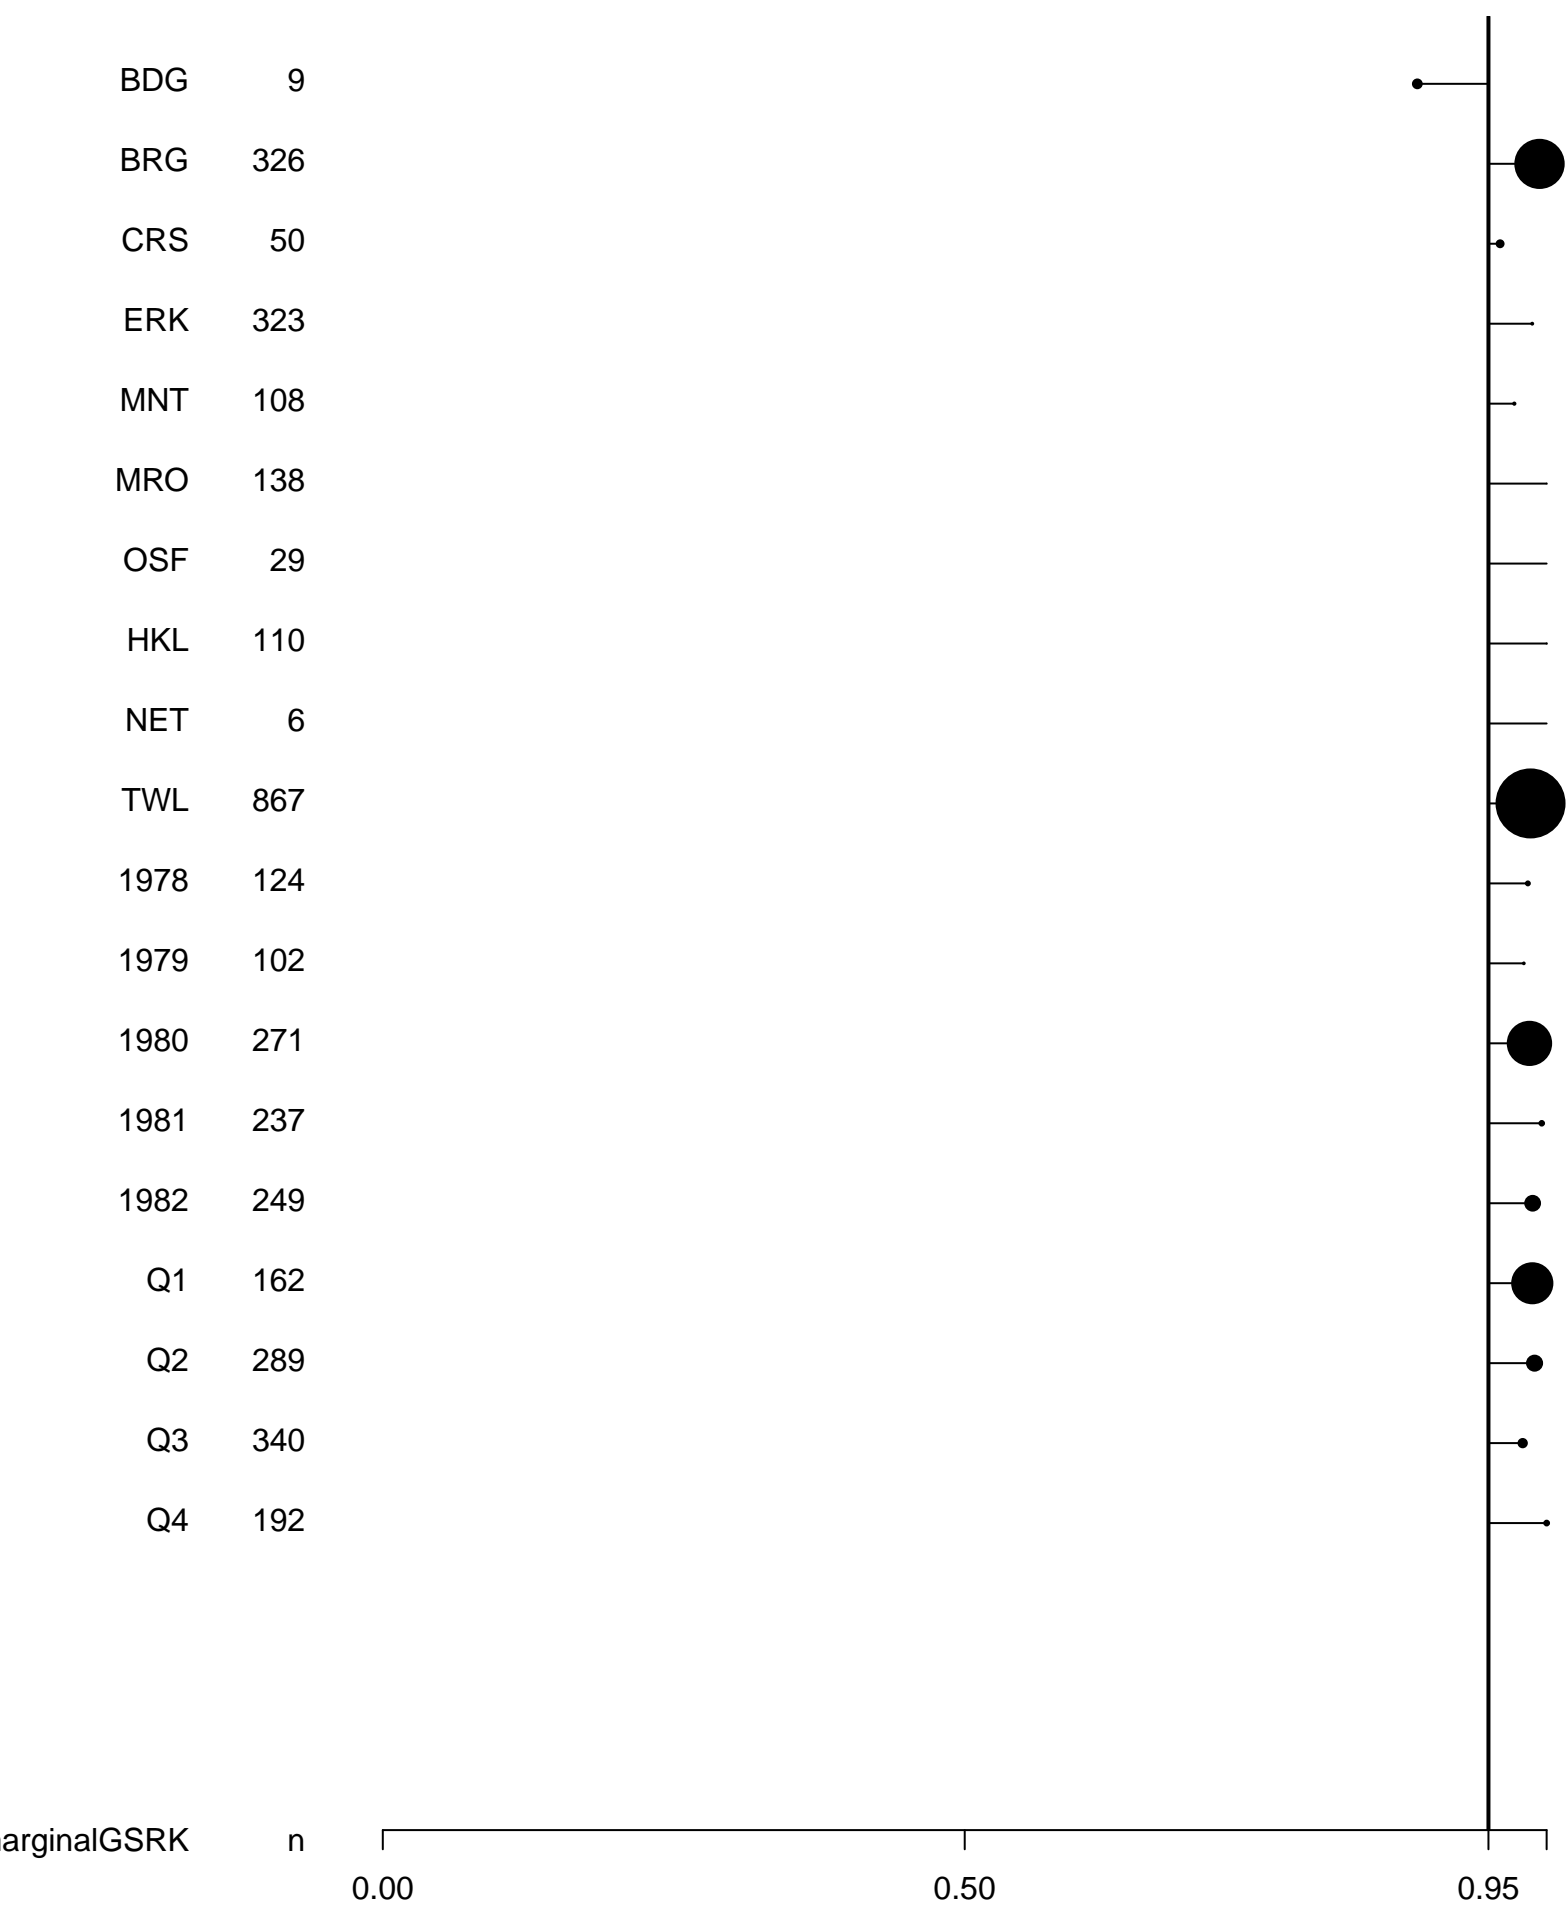 BDG 9
BRG 326
CRS 50
ERK 323
MNT 108
MRO 138
OSF 29
HKL 110
NET 6
TWL 867
1978 124
1979 102
1980 271
1981 237
1982 249
Q1 162
Q2 289
Q3 340
Q4 192
arginalGSRK n
0.00 0.50 0.95